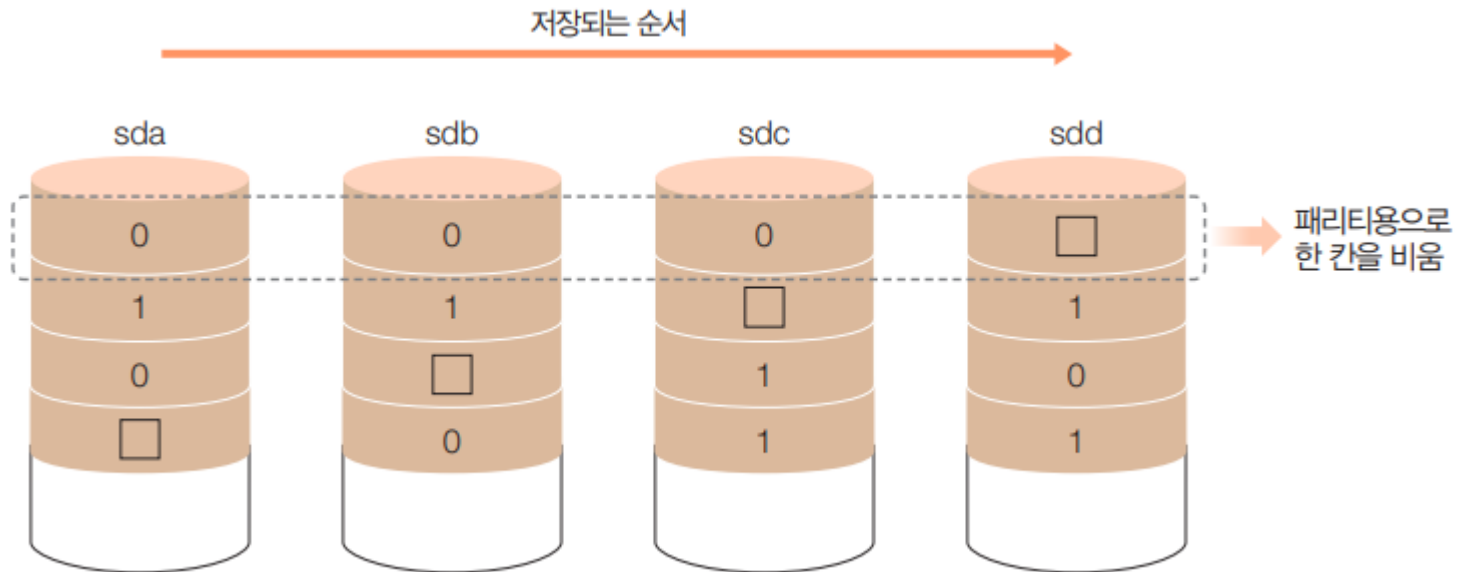 저장되는 순서
sda sdb sdc sdd
0 0 0 □ 패리티용으로
한 칸을 비움
1 1 □ 1
0 □ 1 0
□ 0 1 1